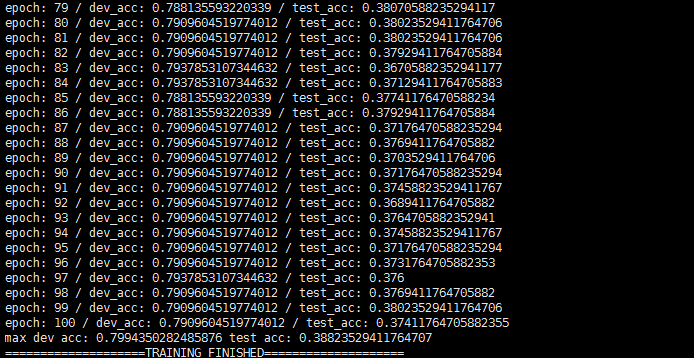 epoch: 79 / dev_acc: 0.788135593220339 / test_acc: 0.38070588235294117
epoch: 80 / dev_acc: 0.7909604519774012 / test_acc: 0.38023529411764706
epoch: 81 / dev_acc: 0.7909604519774012 / test_acc: 0.38023529411764706
epoch: 82 / dev_acc: 0.7909604519774012 / test_acc: 0.37929411764705884
epoch: 83 / dev_acc: 0.7937853107344632 / test_acc: 0.36705882352941177
epoch: 84 / dev_acc: 0.7937853107344632 / test_acc: 0.37129411764705883
epoch: 85 / dev_acc: 0.788135593220339 / test_acc: 0.37741176470588234
epoch: 86 / dev_acc: 0.788135593220339 / test_acc: 0.37929411764705884
epoch: 87 / dev_acc: 0.7909604519774012 / test_acc: 0.37176470588235294
epoch: 88 / dev_acc: 0.7909604519774012 / test_acc: 0.3769411764705882
epoch: 89 / dev_acc: 0.7909604519774012 / test_acc: 0.3703529411764706
epoch: 90 / dev_acc: 0.7909604519774012 / test_acc: 0.37176470588235294
epoch: 91 / dev_acc: 0.7909604519774012 / test_acc: 0.37458823529411767
epoch: 92 / dev_acc: 0.7909604519774012 / test_acc: 0.3689411764705882
epoch: 93 / dev_acc: 0.7909604519774012 / test_acc: 0.3764705882352941
epoch: 94 / dev_acc: 0.7909604519774012 / test_acc: 0.37458823529411767
epoch: 95 / dev_acc: 0.7909604519774012 / test_acc: 0.37176470588235294
epoch: 96 / dev_acc: 0.7909604519774012 / test_acc: 0.3731764705882353
epoch: 97 / dev_acc: 0.7937853107344632 / test_acc: 0.376
epoch: 98 / dev_acc: 0.7909604519774012 / test_acc: 0.3769411764705882
epoch: 99 / dev_acc: 0.7909604519774012 / test_acc: 0.38023529411764706
epoch: 100 / dev_acc: 0.7909604519774012 / test_acc: 0.37411764705882355
max dev acc: 0.7994350282485876 test acc: 0.38823529411764707
====================TRAINING FINISHED====================